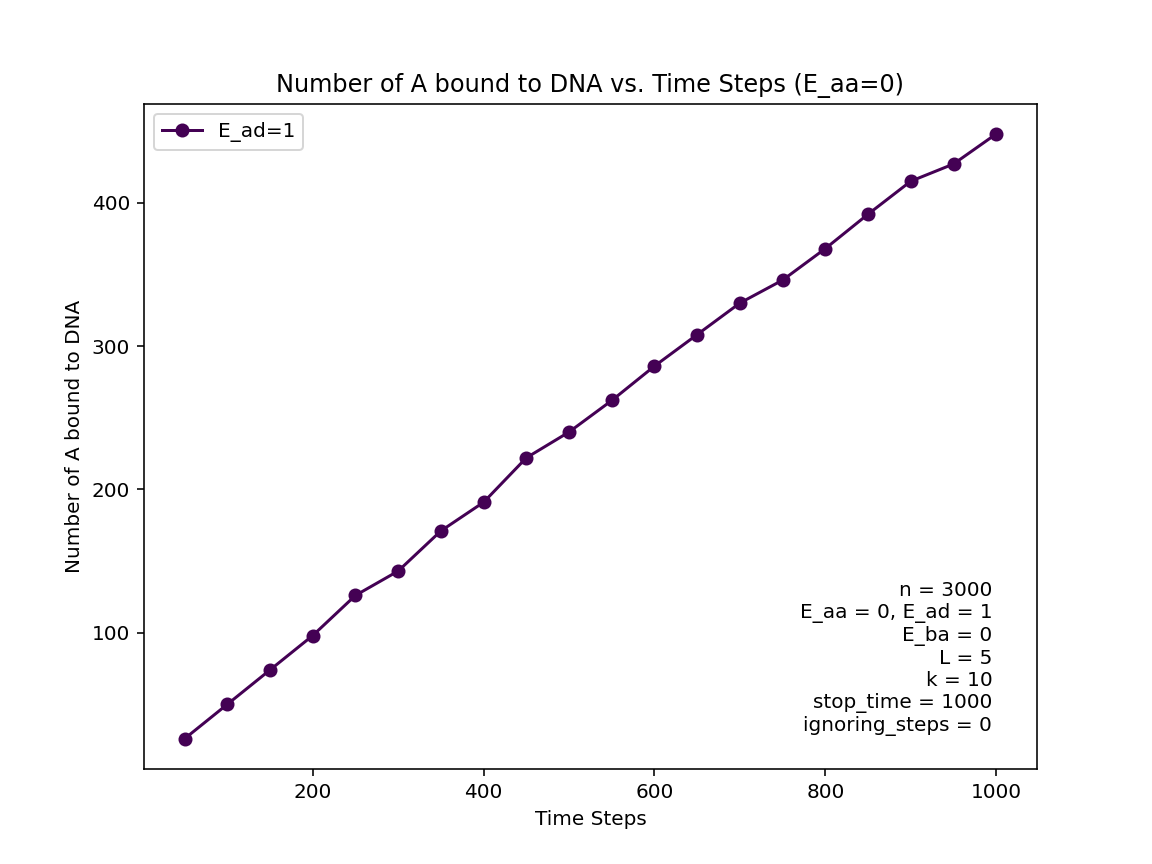 Number of A bound to DNA vs. Time Steps (E_aa=0)
E_ad=1
Number of A bound to DNA
400
300
200
100
n = 3000
E_aa = 0, E_ad = 1
E_ba = 0
L = 5
k = 10
stop_time = 1000
ignoring_steps = 0
200 400 600 800 1000
Time Steps